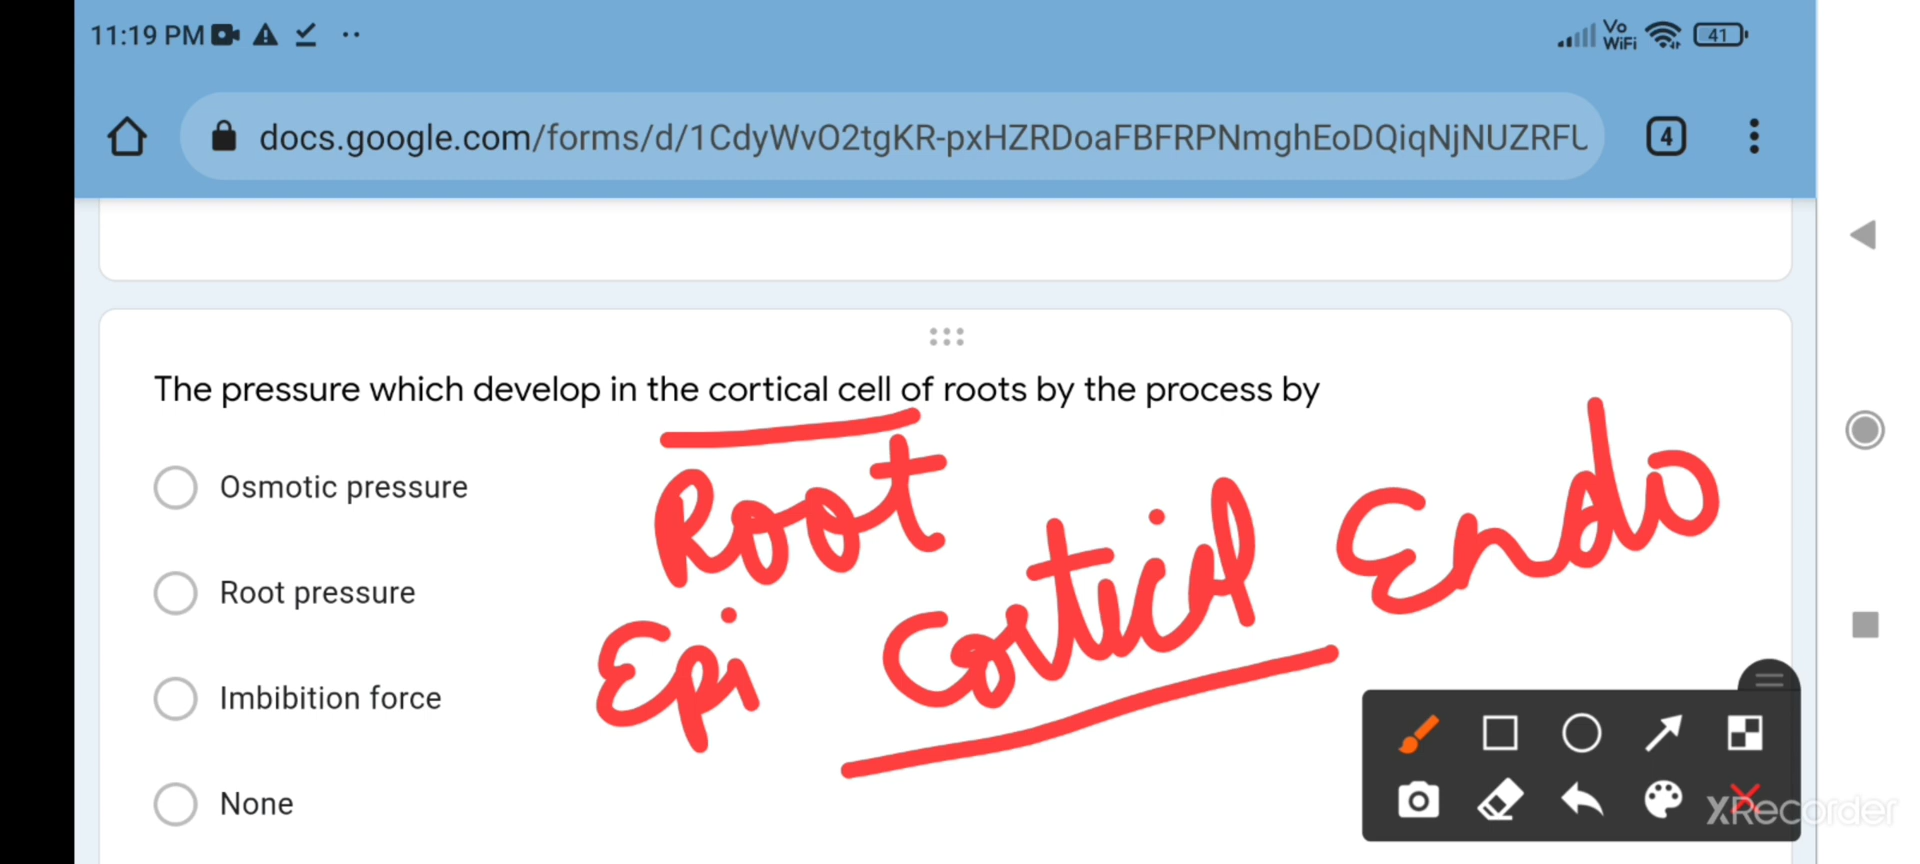 11:19 PM
Vo WiFi 41
docs.google.com/forms/d/1CdyWvO2tgKR-pxHZRDoaFBFRPNmghEoDQiqNjNUZRFU
4
The pressure which develop in the cortical cell of roots by the process by
Osmotic pressure
Root pressure
Imbibition force
None
Root
Epi Cortical Endo
XRecorder